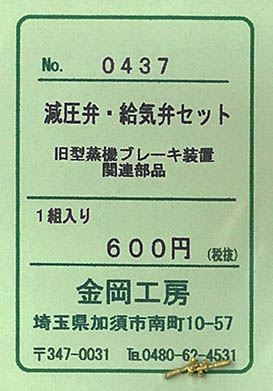 No. 0437
減圧弁・給気弁セット
旧型蒸機ブレーキ装置
関連部品
1組入り
600円 (税抜)
金岡工房
埼玉県加須市南町10-57
〒347-0031 ℡0480-62-4531